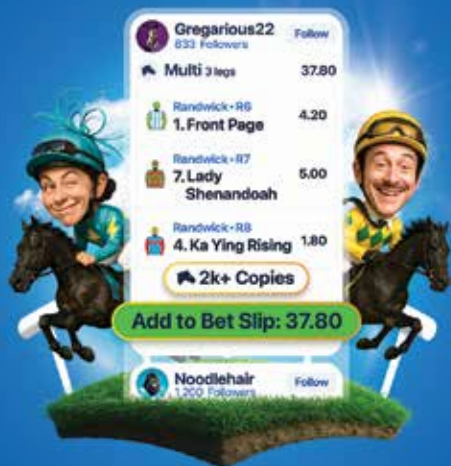 Gregarious22
Follow
833 Followers
Multi 3 legs
37.80
Randwick • R6
1. Front Page
4.20
Randwick • R7
7. Lady
Shenandoah
5.00
Randwick • R8
4. Ka Ying Rising
1.80
2k+ Copies
Add to Bet Slip: 37.80
Noodlehair
Follow
1,200 Followers